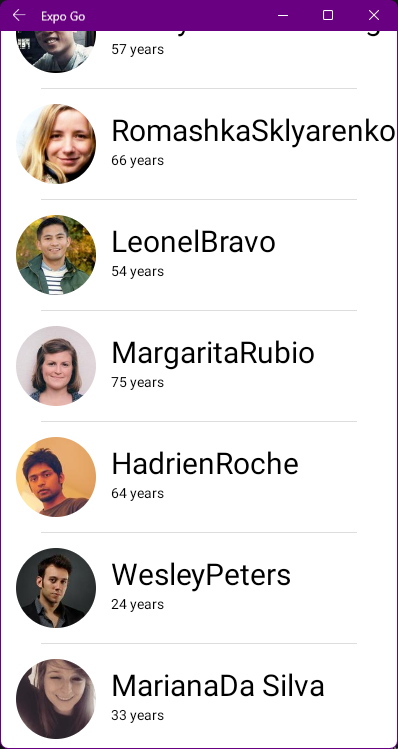 Expo Go
57 years
RomashkaSklyarenko
66 years
LeonelBravo
54 years
MargaritaRubio
75 years
HadrienRoche
64 years
WesleyPeters
24 years
MarianaDa Silva
33 years